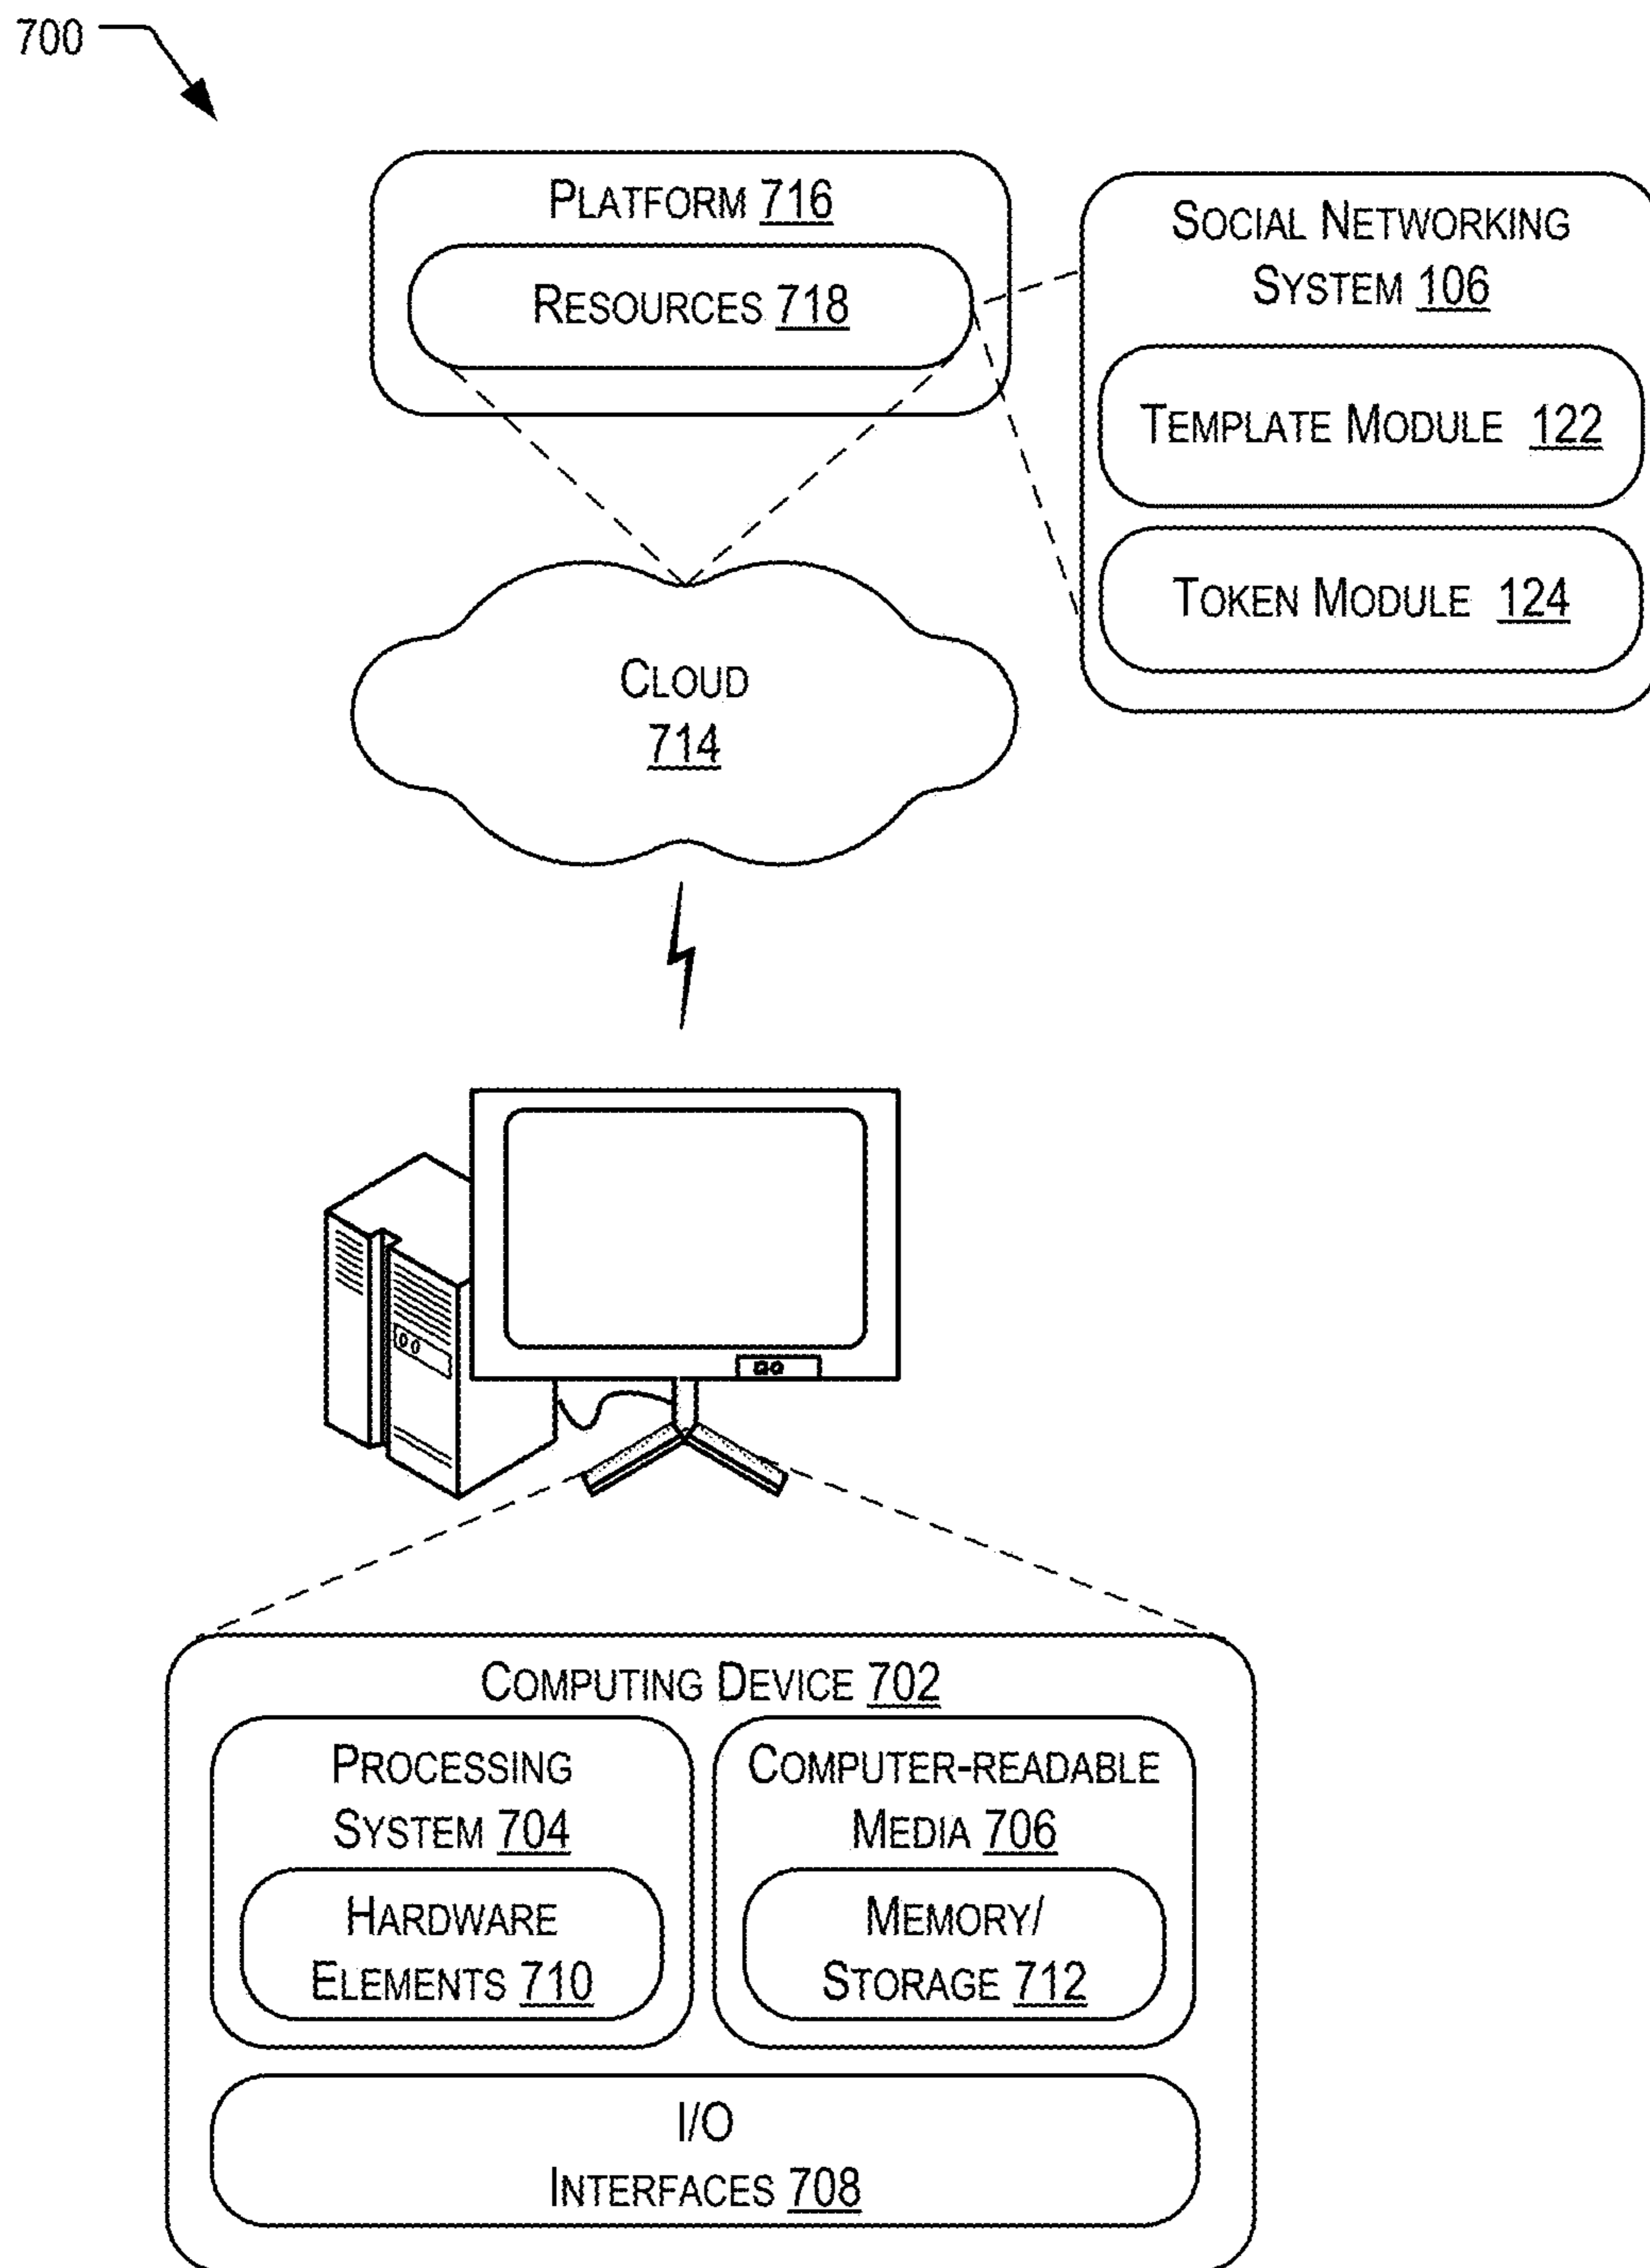 700
PLATFORM 716
RESOURCES 718
SOCIAL NETWORKING
SYSTEM 106
TEMPLATE MODULE 122
TOKEN MODULE 124
CLOUD
714
COMPUTING DEVICE 702
PROCESSING
SYSTEM 704
HARDWARE
ELEMENTS 710
COMPUTER-READABLE
MEDIA 706
MEMORY/
STORAGE 712
I/O
INTERFACES 708